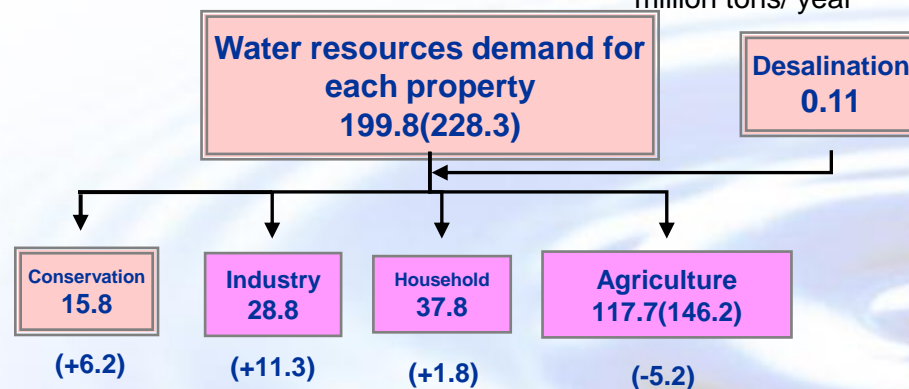 million tons/ year
Water resources demand for
each property
199.8(228.3)
Desalination
0.11
Conservation
15.8
Industry
28.8
Household
37.8
Agriculture
117.7(146.2)
(+6.2)
(+11.3)
(+1.8)
(-5.2)